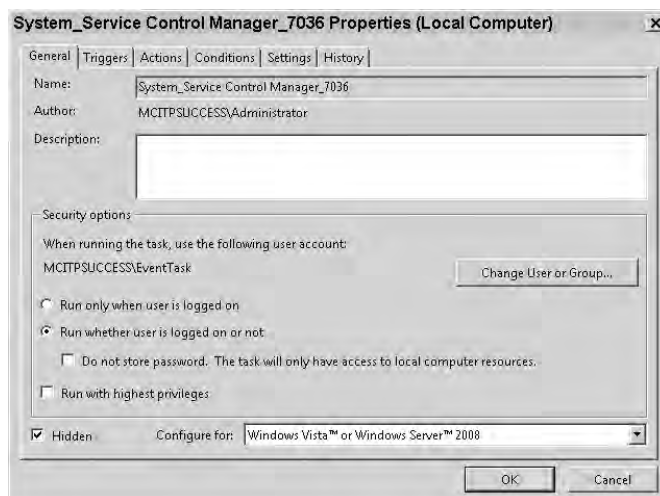 System_Service Control Manager_7036 Properties (Local Computer)
General Triggers Actions Conditions Settings History
Name: System_Service Control Manager_7036
Author: MCITPSUCCESS\Administrator
Description:
Security options
When running the task, use the following user account:
MCITPSUCCESS\EventTask
Change User or Group...
Run only when user is logged on
Run whether user is logged on or not
Do not store password. The task will only have access to local computer resources.
Run with highest privileges
Hidden Configure for: Windows Vista™ or Windows Server™ 2008
OK Cancel